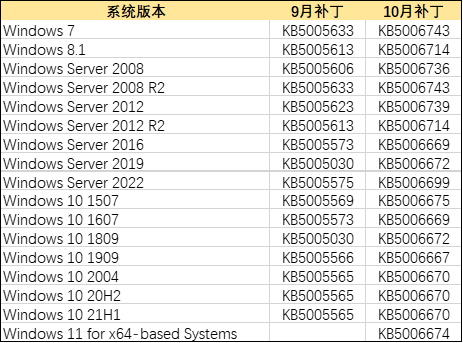 系统版本 9月补丁 10月补丁
Windows 7 KB5005633 KB5006743
Windows 8.1 KB5005613 KB5006714
Windows Server 2008 KB5005606 KB5006736
Windows Server 2008 R2 KB5005633 KB5006743
Windows Server 2012 KB5005623 KB5006739
Windows Server 2012 R2 KB5005613 KB5006714
Windows Server 2016 KB5005573 KB5006669
Windows Server 2019 KB5005030 KB5006672
Windows Server 2022 KB5005575 KB5006699
Windows 10 1507 KB5005569 KB5006675
Windows 10 1607 KB5005573 KB5006669
Windows 10 1809 KB5005030 KB5006672
Windows 10 1909 KB5005566 KB5006667
Windows 10 2004 KB5005565 KB5006670
Windows 10 20H2 KB5005565 KB5006670
Windows 10 21H1 KB5005565 KB5006670
Windows 11 for x64-based Systems KB5006674